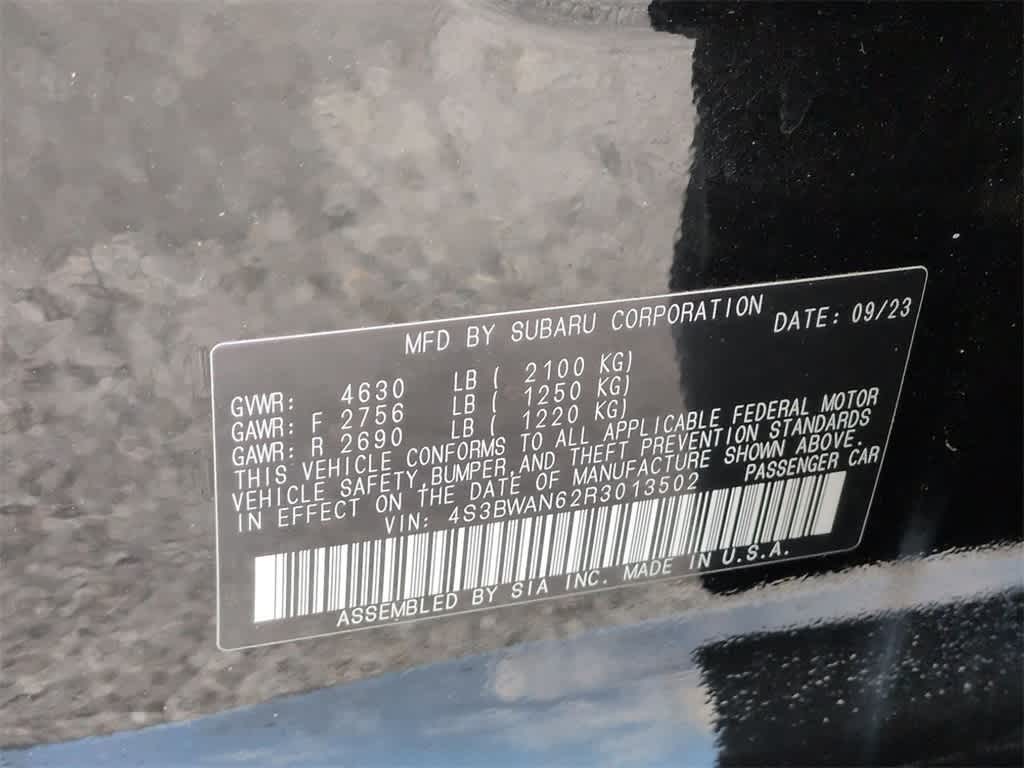 MFD BY SUBARU CORPORATION DATE: 09/23
GVWR: 4630 LB ( 2100 KG)
GAWR: F 2756 LB ( 1250 KG)
GAWR: R 2690 LB ( 1220 KG)
THIS VEHICLE CONFORMS TO ALL APPLICABLE FEDERAL MOTOR
VEHICLE SAFETY, BUMPER, AND THEFT PREVENTION STANDARDS
IN EFFECT ON THE DATE OF MANUFACTURE SHOWN ABOVE.
VIN: 4S3BWAN62R3013502 PASSENGER CAR
ASSEMBLED BY SIA INC. MADE IN U.S.A.